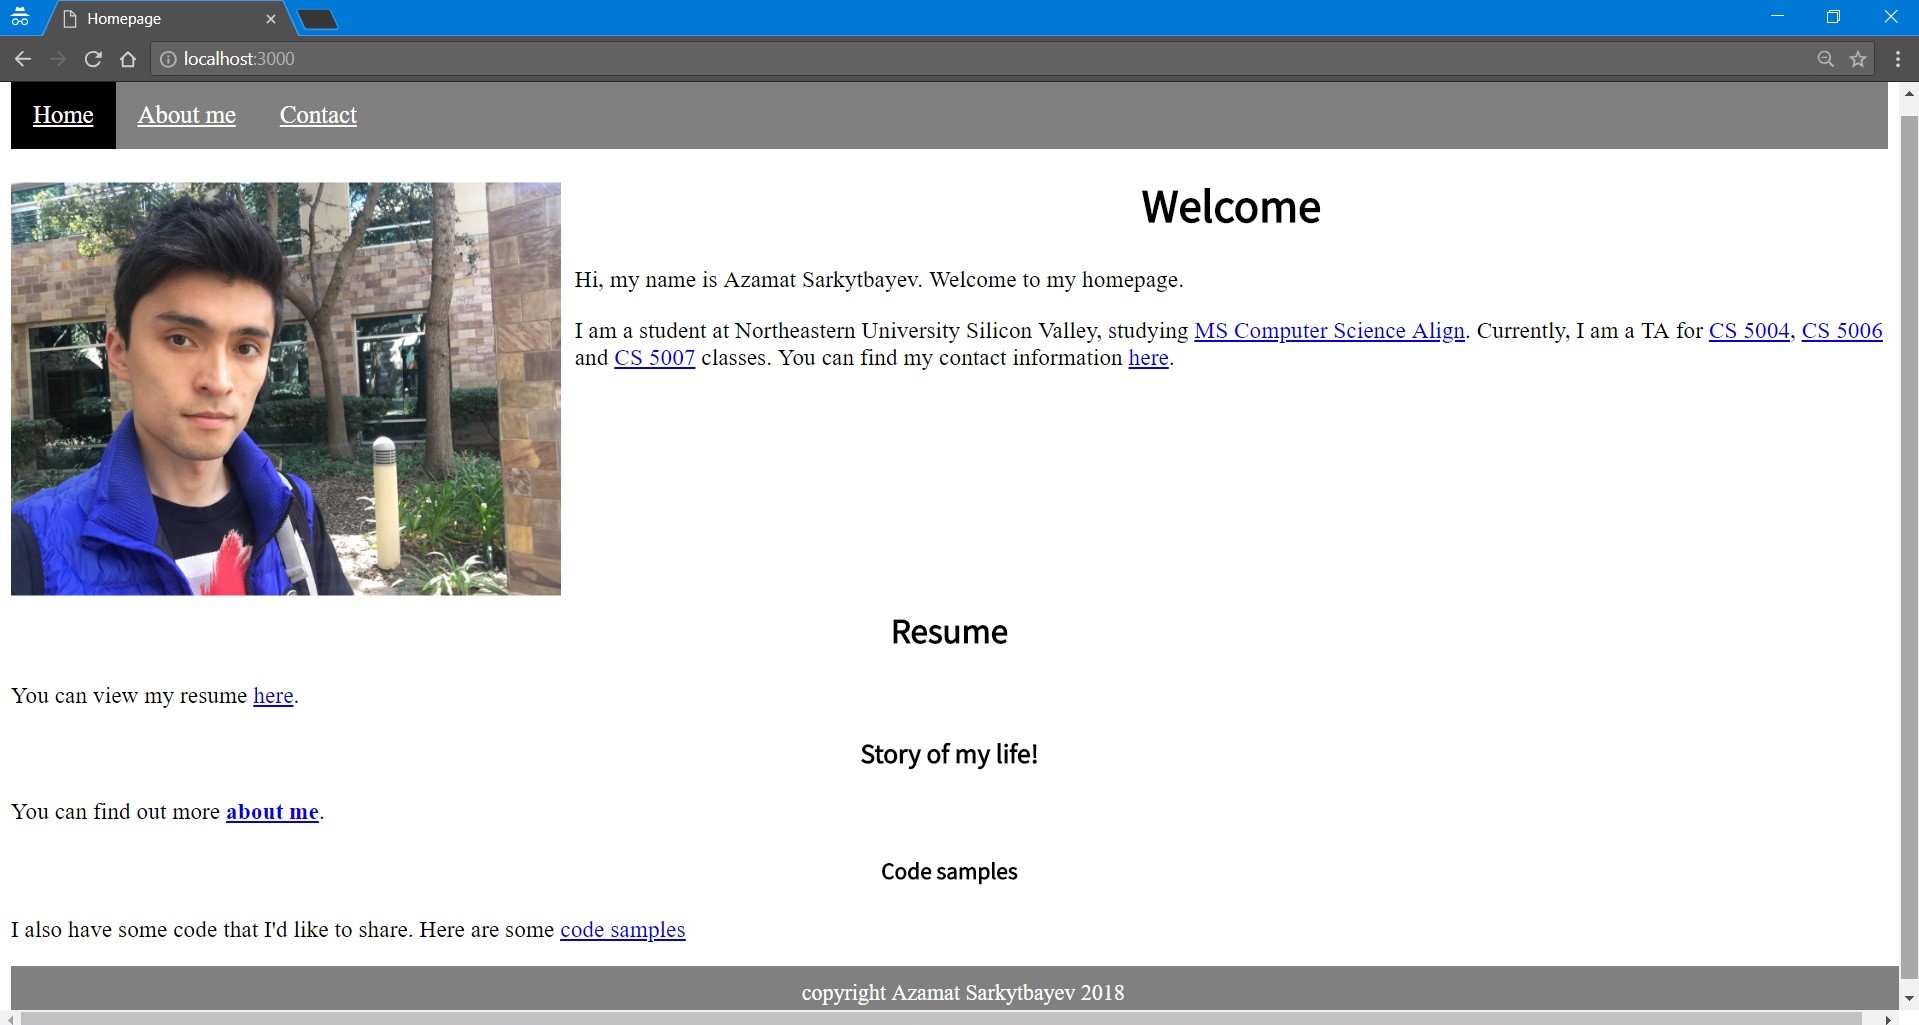 Homepage
localhost:3000
Home About me Contact
Welcome
Hi, my name is Azamat Sarkytbayev. Welcome to my homepage.
I am a student at Northeastern University Silicon Valley, studying MS Computer Science Align. Currently, I am a TA for CS 5004, CS 5006
and CS 5007 classes. You can find my contact information here.
Resume
You can view my resume here.
Story of my life!
You can find out more about me.
Code samples
I also have some code that I'd like to share. Here are some code samples
copyright Azamat Sarkytbayev 2018